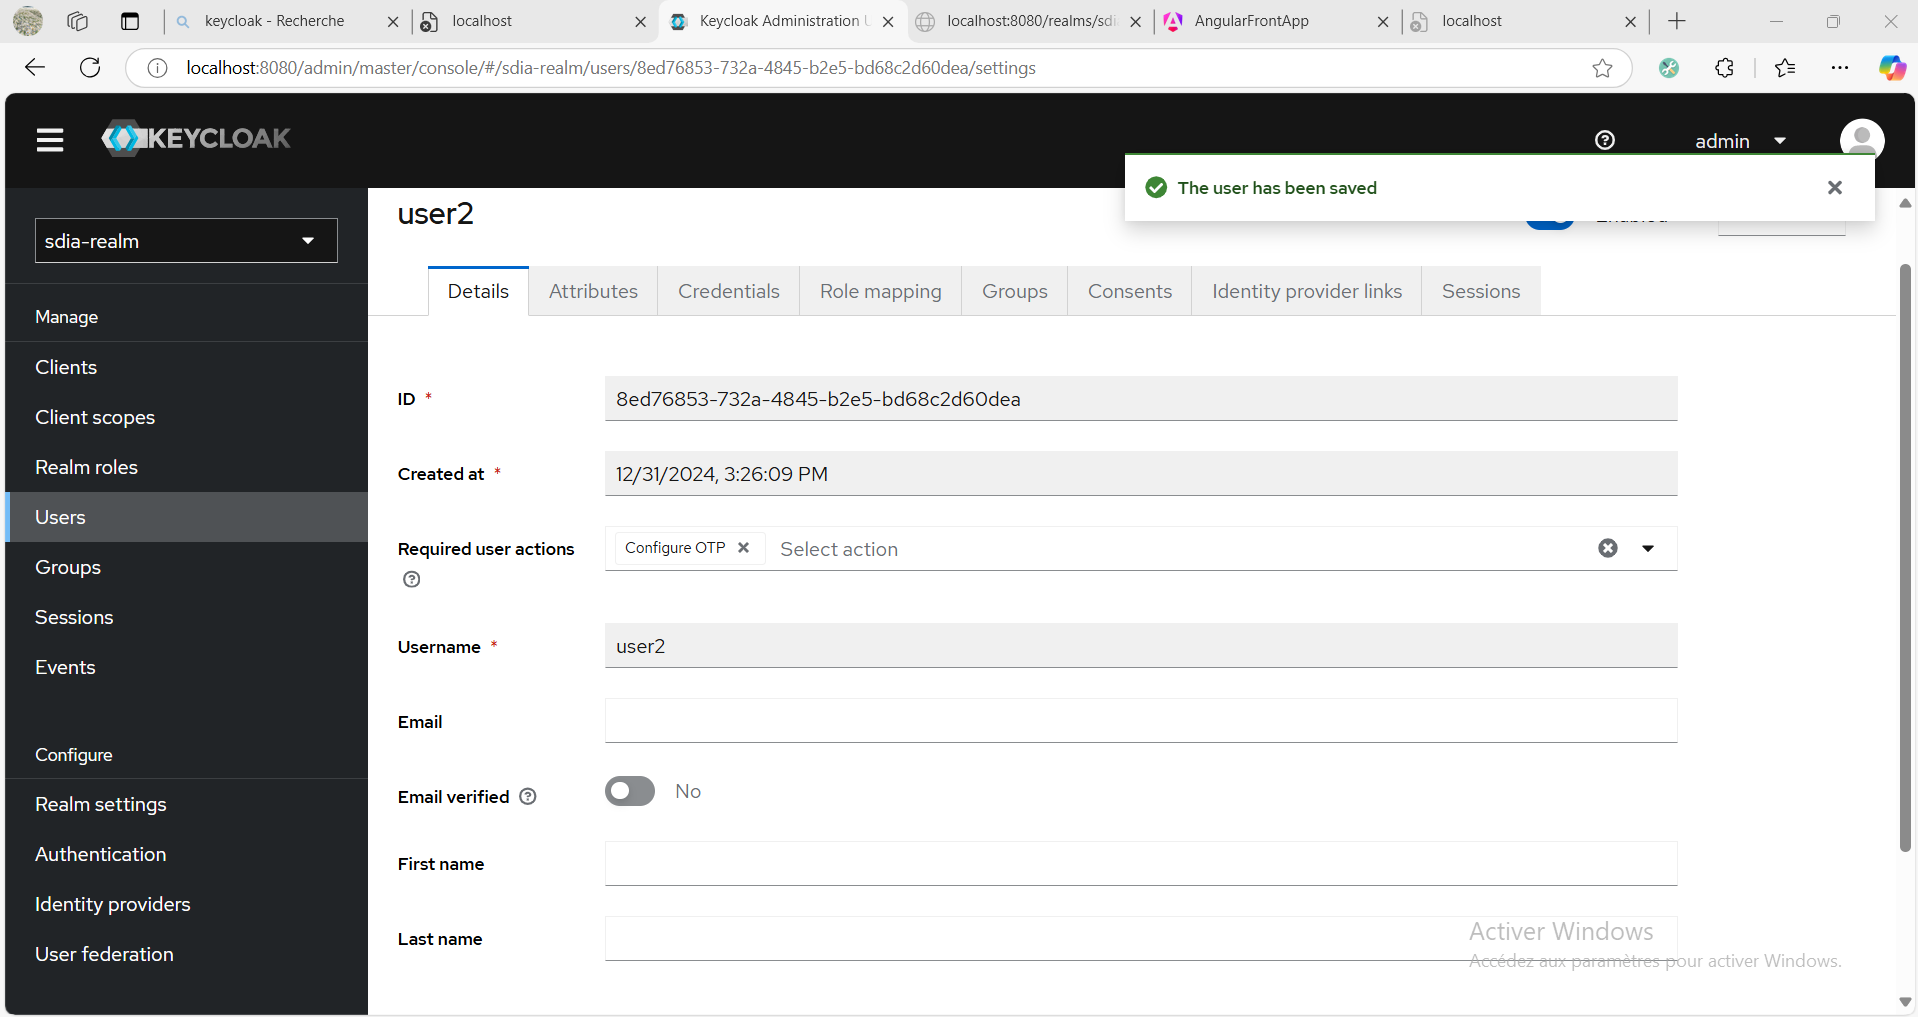 keycloak - Recherche
localhost
Keycloak Administration U
localhost:8080/realms/sdi
AngularFrontApp
localhost
localhost:8080/admin/master/console/#/sdia-realm/users/8ed76853-732a-4845-b2e5-bd68c2d60dea/settings
KEYCLOAK
admin
The user has been saved
sdia-realm
Manage
Clients
Client scopes
Realm roles
Users
Groups
Sessions
Events
Configure
Realm settings
Authentication
Identity providers
User federation
user2
Enabled
Details
Attributes
Credentials
Role mapping
Groups
Consents
Identity provider links
Sessions
ID *
8ed76853-732a-4845-b2e5-bd68c2d60dea
Created at *
12/31/2024, 3:26:09 PM
Required user actions
Configure OTP
Select action
Username *
user2
Email
Email verified
No
First name
Last name
Activer Windows
Accédez aux paramètres pour activer Windows.